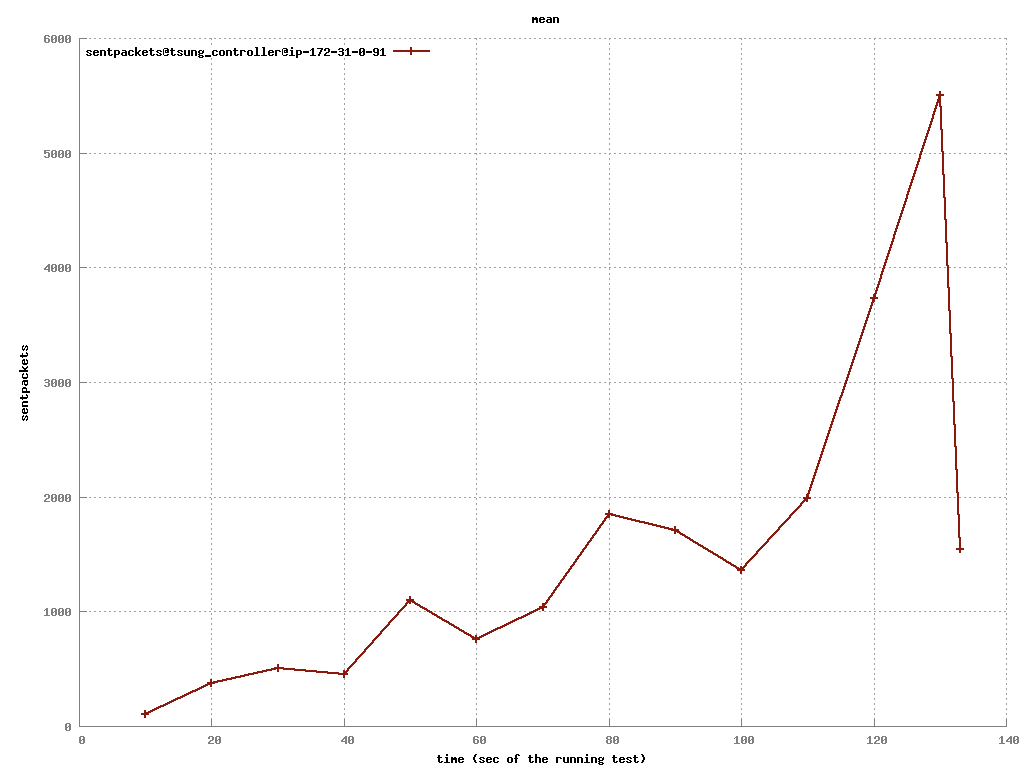 mean
6000
sentpackets@tsung_controller@ip-172-31-0-91
5000
4000
3000
sentpackets
2000
1000
0
0 20 40 60 80 100 120 140
time (sec of the running test)